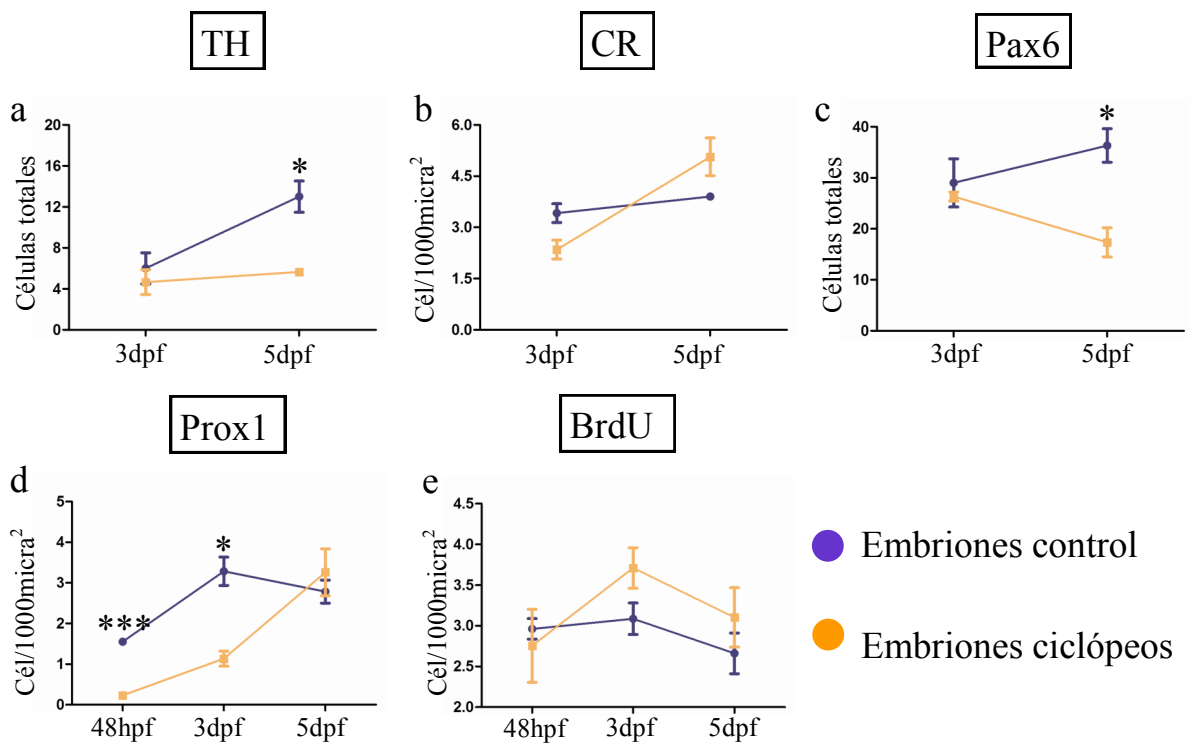 TH
CR
Pax6
a
b
c
Células totales
20
16
12
8
4
0
*
3dpf
5dpf
Cél/1000micra²
6.0
4.5
3.0
1.5
0.0
3dpf
5dpf
Células totales
40
30
20
10
0
*
3dpf
5dpf
Prox1
BrdU
d
e
Cél/1000micra²
5
4
3
2
1
0
***
*
48hpf
3dpf
5dpf
Cél/1000micra²
4.5
4.0
3.5
3.0
2.5
2.0
48hpf
3dpf
5dpf
Embriones control
Embriones ciclópeos